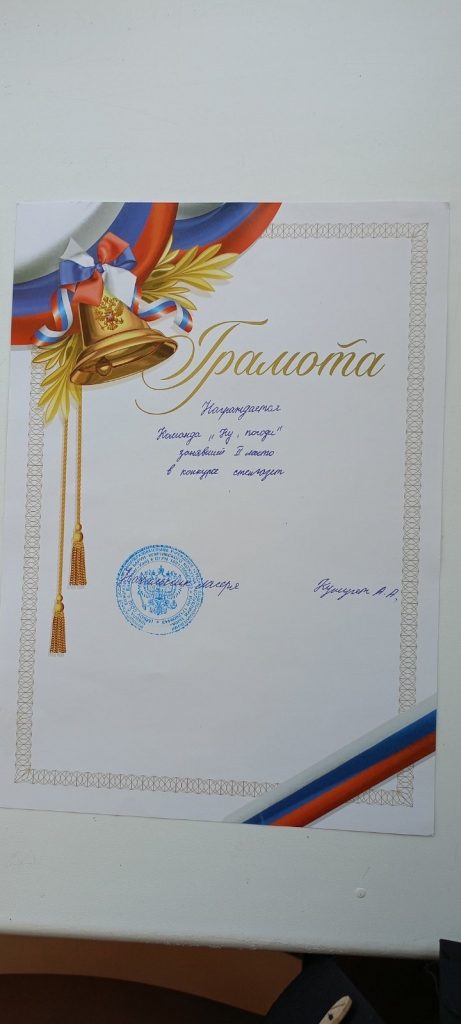 Грамота
Награждается
Команда „Ну, погоди"
занявший II место
в конкурсе стенгазет
Начальник лагеря
А. А.